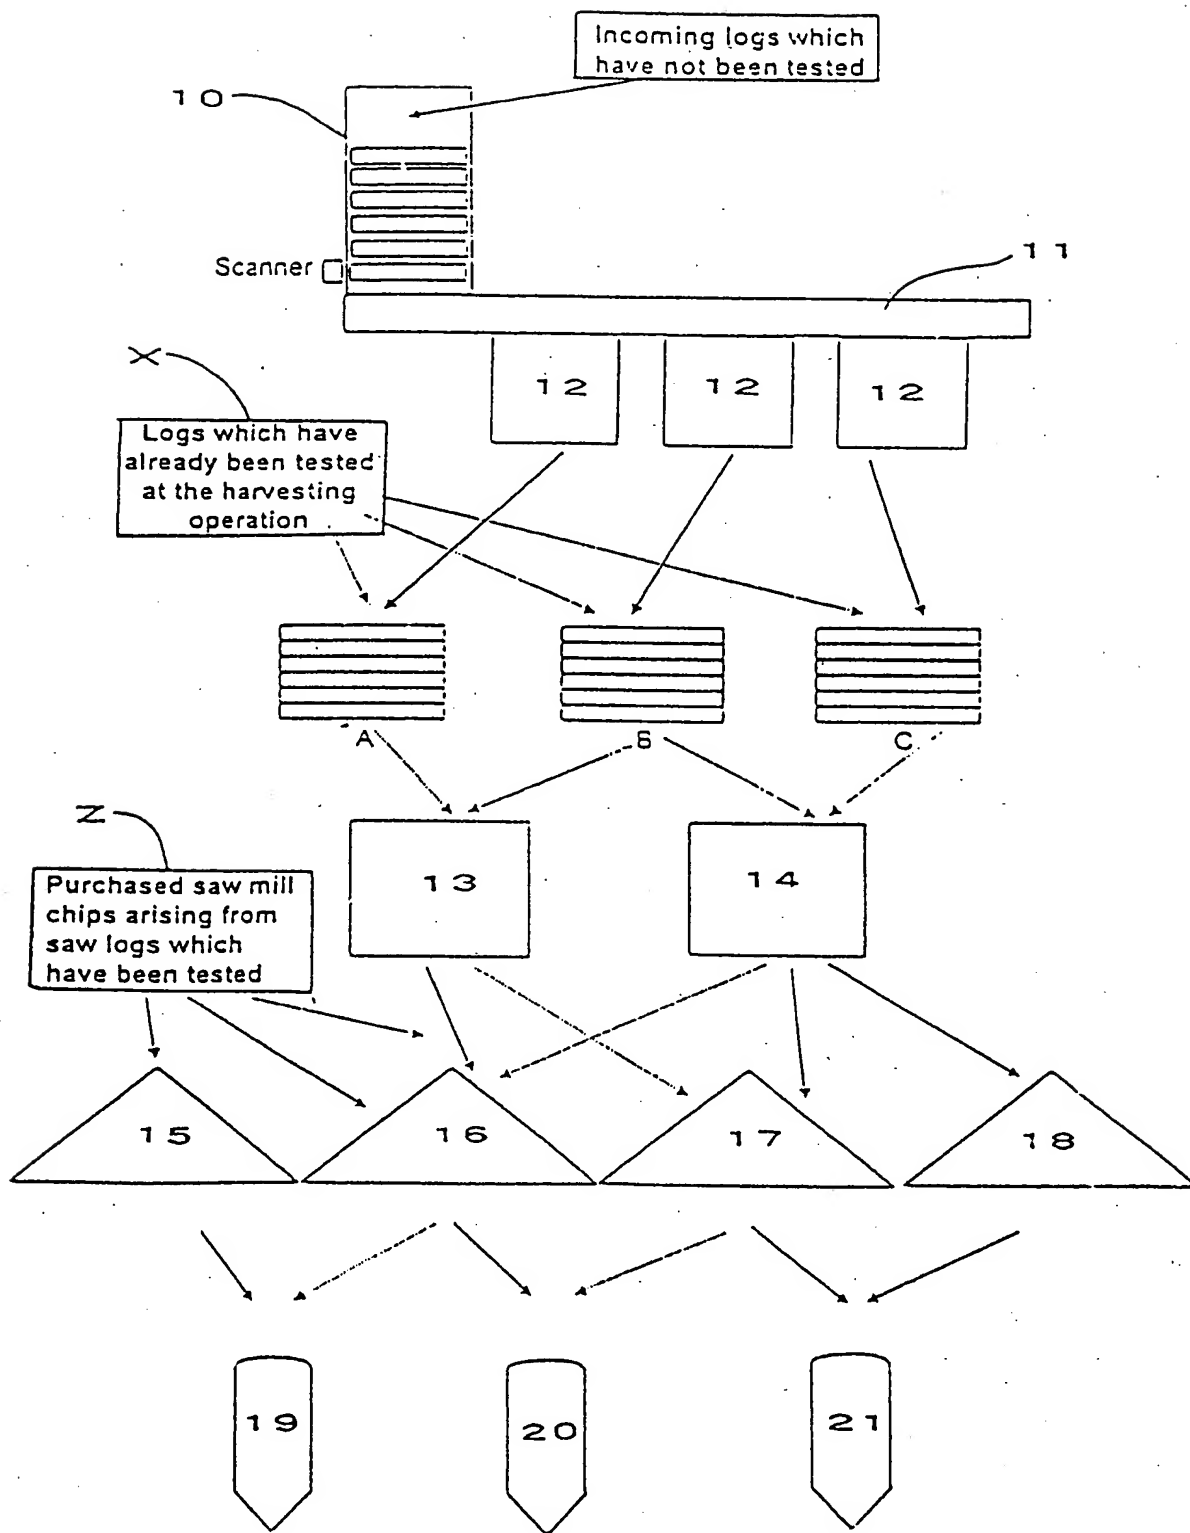 Incoming logs which
have not been tested
10
Scanner
11
X
12
12
12
Logs which have
already been tested
at the harvesting
operation
A
B
C
Z
13
14
Purchased saw mill
chips arising from
saw logs which
have been tested
15
16
17
18
19
20
21